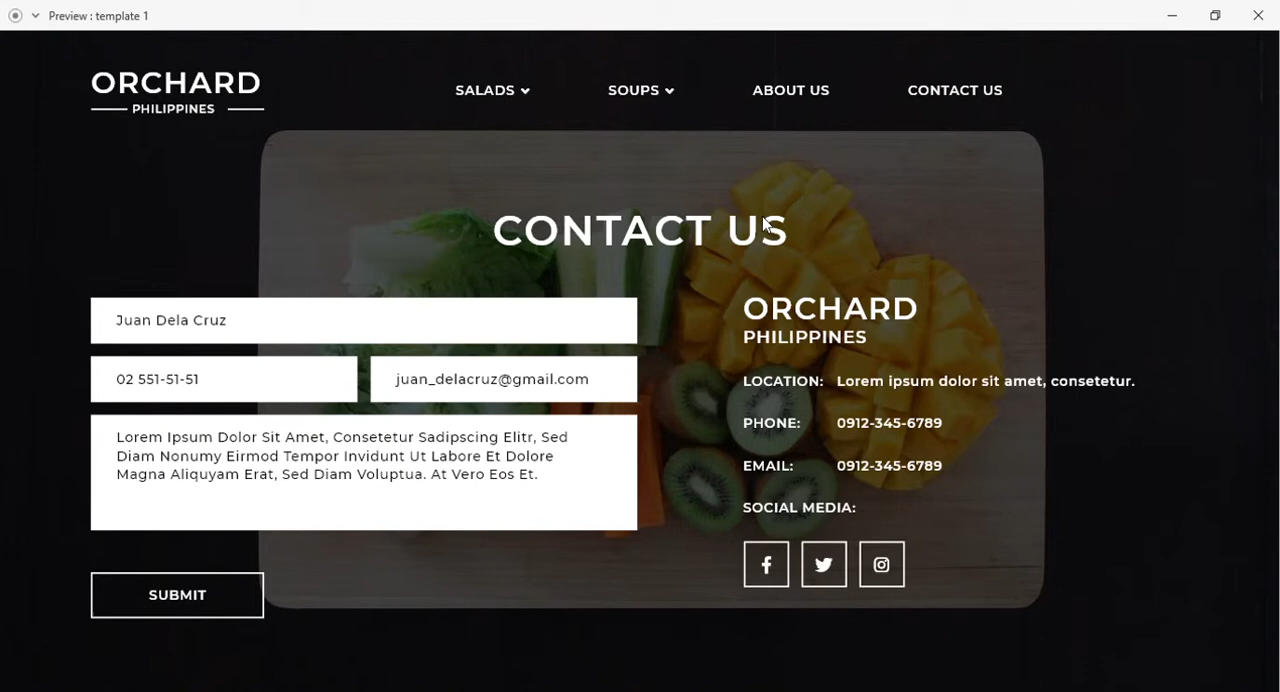 Preview : template 1
ORCHARD
PHILIPPINES
SALADS
SOUPS
ABOUT US
CONTACT US
CONTACT US
Juan Dela Cruz
02 551-51-51
juan_delacruz@gmail.com
Lorem Ipsum Dolor Sit Amet, Consetetur Sadipscing Elitr, Sed
Diam Nonumy Eirmod Tempor Invidunt Ut Labore Et Dolore
Magna Aliquyam Erat, Sed Diam Voluptua. At Vero Eos Et.
SUBMIT
ORCHARD
PHILIPPINES
LOCATION: Lorem ipsum dolor sit amet, consetetur.
PHONE: 0912-345-6789
EMAIL: 0912-345-6789
SOCIAL MEDIA: